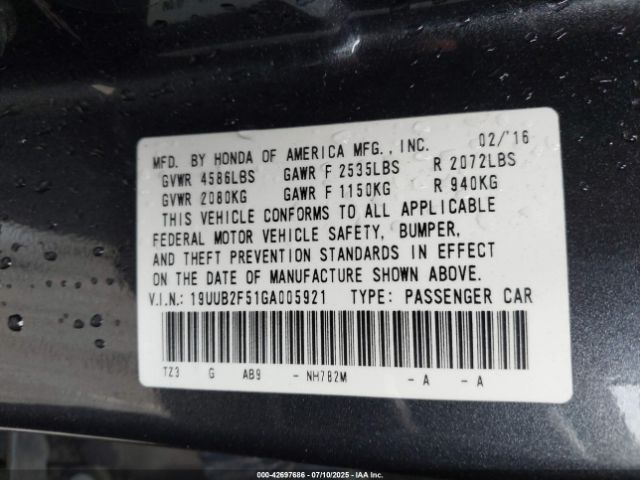 MFD. BY HONDA OF AMERICA MFG., INC. 02/'16
GVWR 4586LBS GAWR F 2535LBS R 2072LBS
GVWR 2080KG GAWR F 1150KG R 940KG
THIS VEHICLE CONFORMS TO ALL APPLICABLE
FEDERAL MOTOR VEHICLE SAFETY, BUMPER,
AND THEFT PREVENTION STANDARDS IN EFFECT
ON THE DATE OF MANUFACTURE SHOWN ABOVE.
V.I.N.: 19UUB2F51GA005921 TYPE: PASSENGER CAR
TZ3 G AB9 - NH782M - A - A
© 42697686 / 07/10/2025 / IAA Inc.